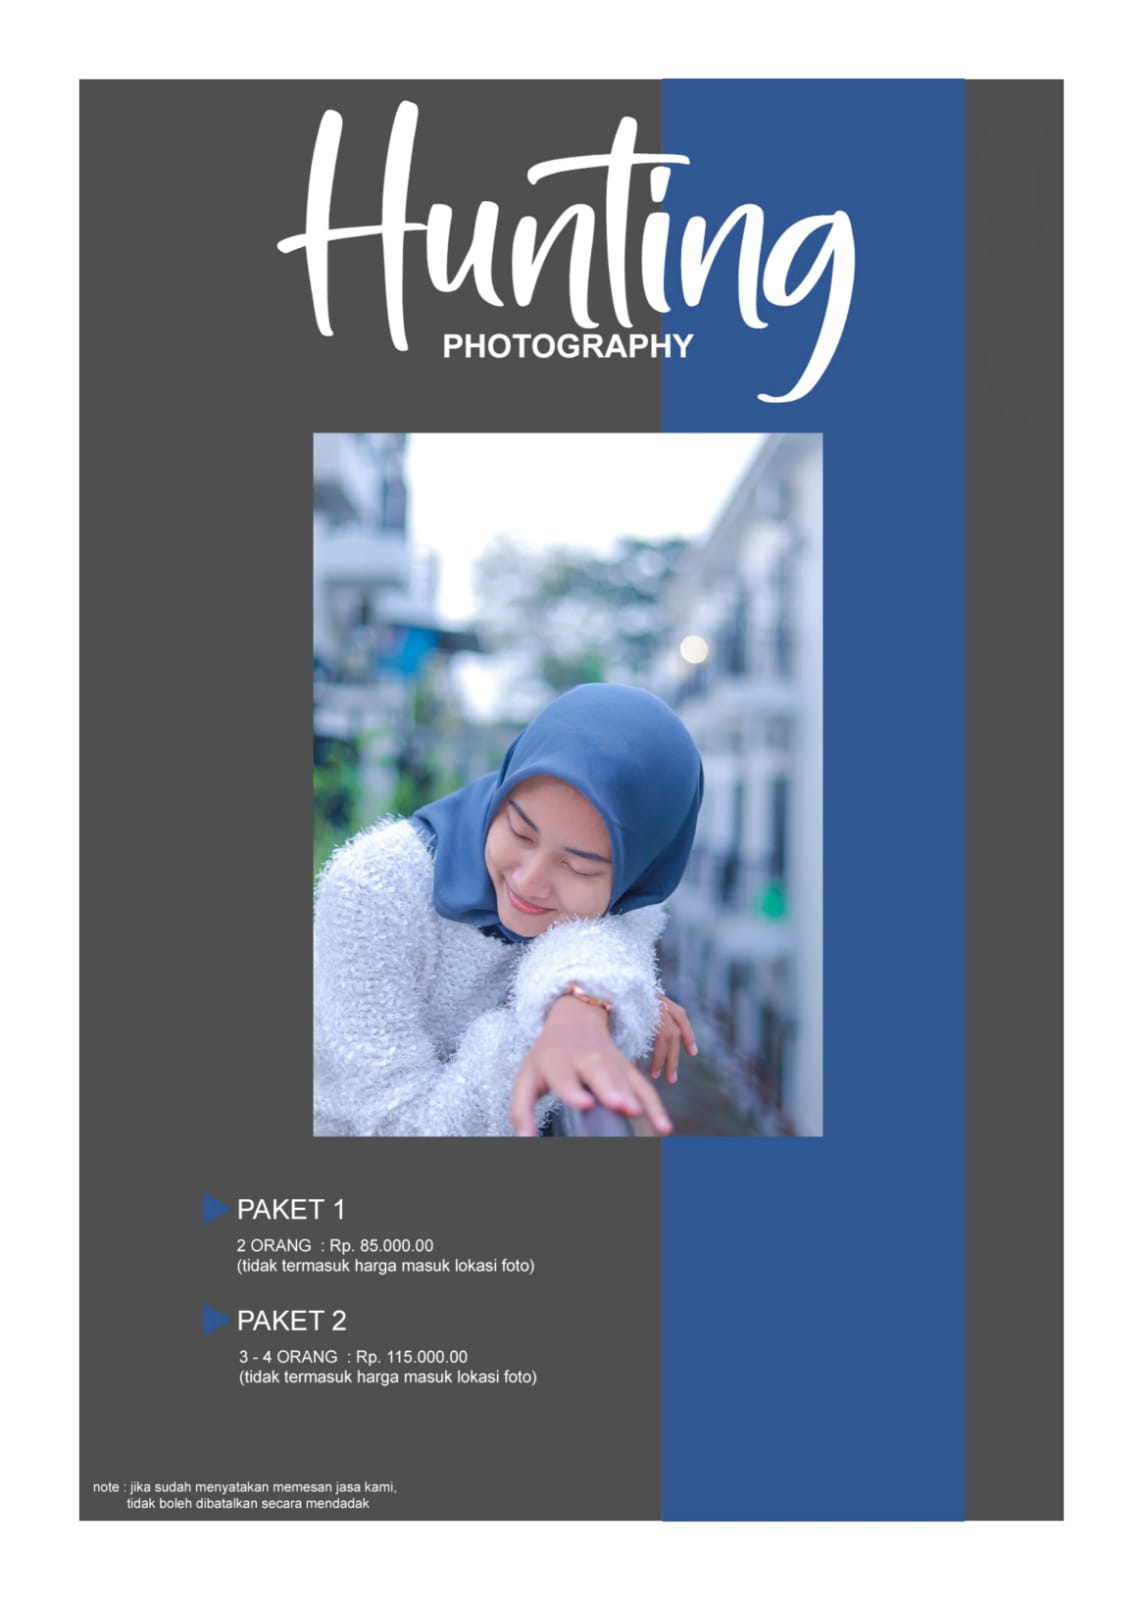 Hunting
PHOTOGRAPHY
PAKET 1
2 ORANG : Rp. 85.000.00
(tidak termasuk harga masuk lokasi foto)
PAKET 2
3 - 4 ORANG : Rp. 115.000.00
(tidak termasuk harga masuk lokasi foto)
note : jika sudah menyatakan memesan jasa kami,
tidak boleh dibatalkan secara mendadak